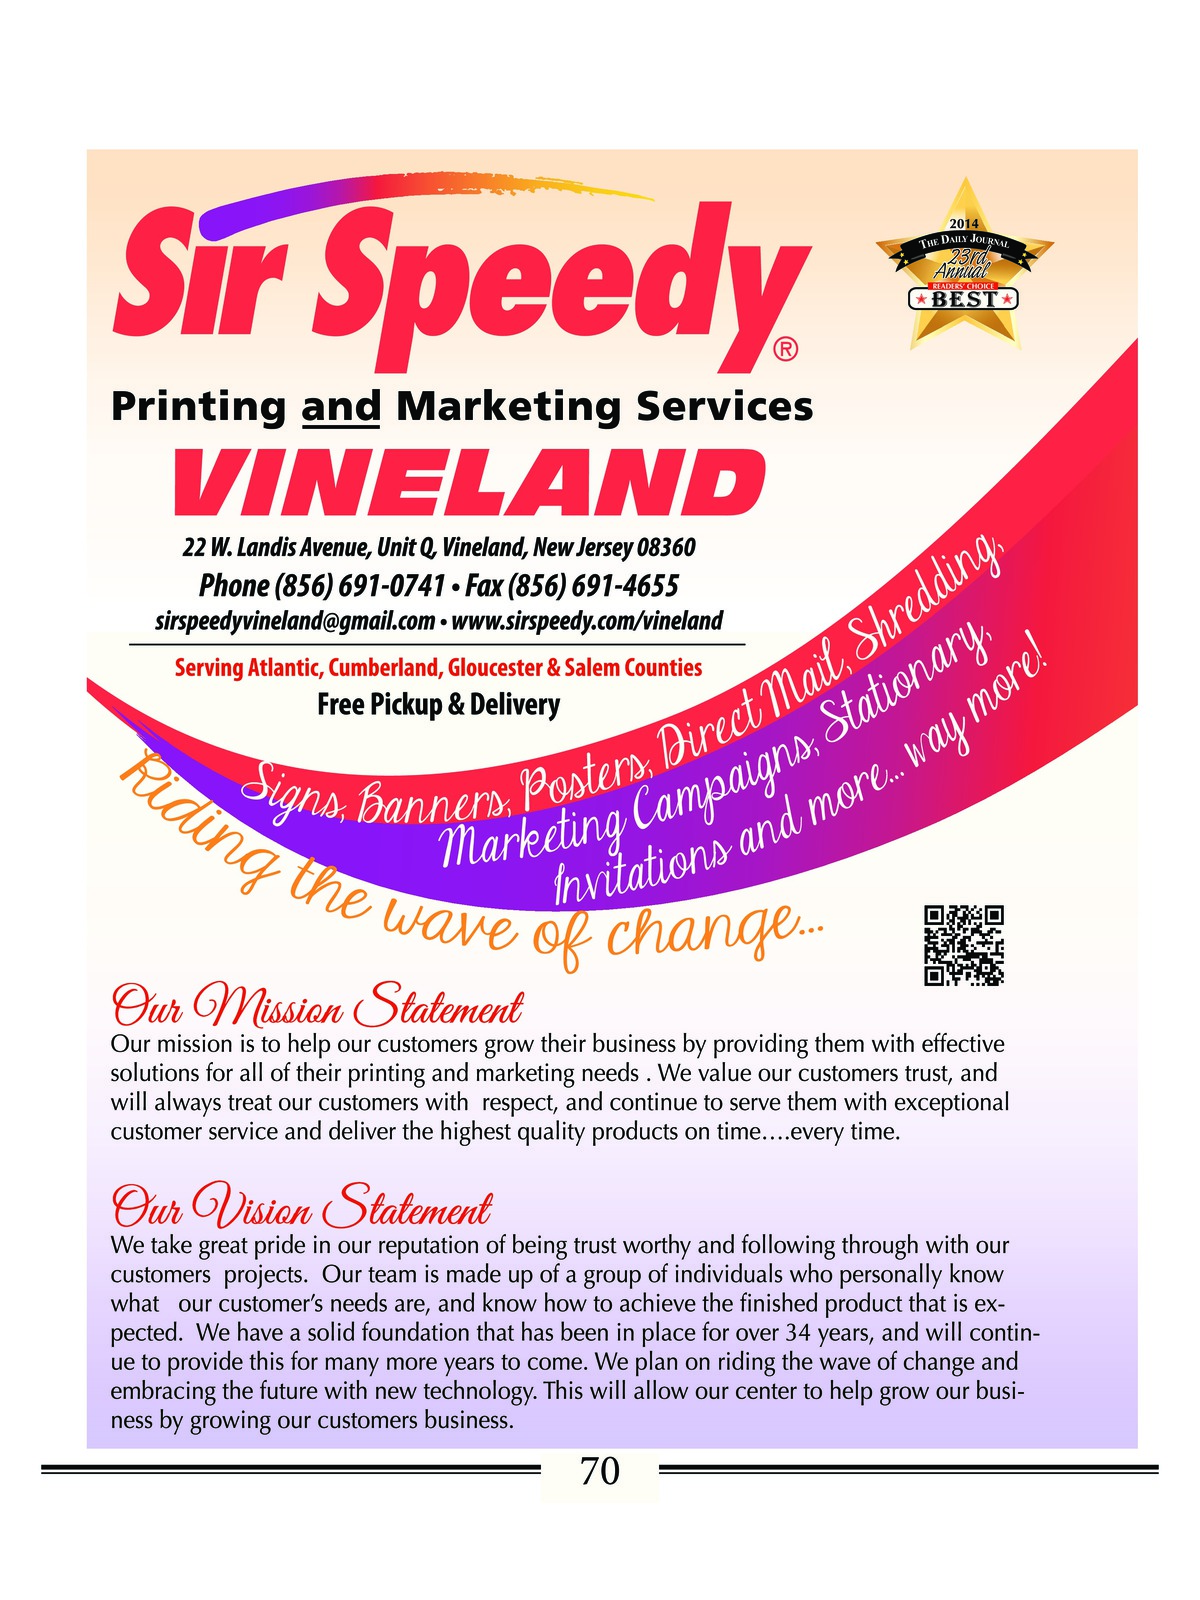 Sir Speedy®
2014
THE DAILY JOURNAL
23rd
Annual
READERS' CHOICE
BEST
Printing and Marketing Services
VINELAND
22 W. Landis Avenue, Unit Q, Vineland, New Jersey 08360
Phone (856) 691-0741 • Fax (856) 691-4655
sirspeedyvineland@gmail.com • www.sirspeedy.com/vineland
Serving Atlantic, Cumberland, Gloucester & Salem Counties
Free Pickup & Delivery
Signs, Banners, Posters, Direct Mail, Shredding,
Marketing Campaigns, Stationary,
Invitations and more... way more!
Riding the wave of change...
Our Mission Statement
Our mission is to help our customers grow their business by providing them with effective
solutions for all of their printing and marketing needs . We value our customers trust, and
will always treat our customers with  respect, and continue to serve them with exceptional
customer service and deliver the highest quality products on time….every time.
Our Vision Statement
We take great pride in our reputation of being trust worthy and following through with our
customers  projects.  Our team is made up of a group of individuals who personally know
what   our customer’s needs are, and know how to achieve the finished product that is ex-
pected.  We have a solid foundation that has been in place for over 34 years, and will contin-
ue to provide this for many more years to come. We plan on riding the wave of change and
embracing the future with new technology. This will allow our center to help grow our busi-
ness by growing our customers business.
70